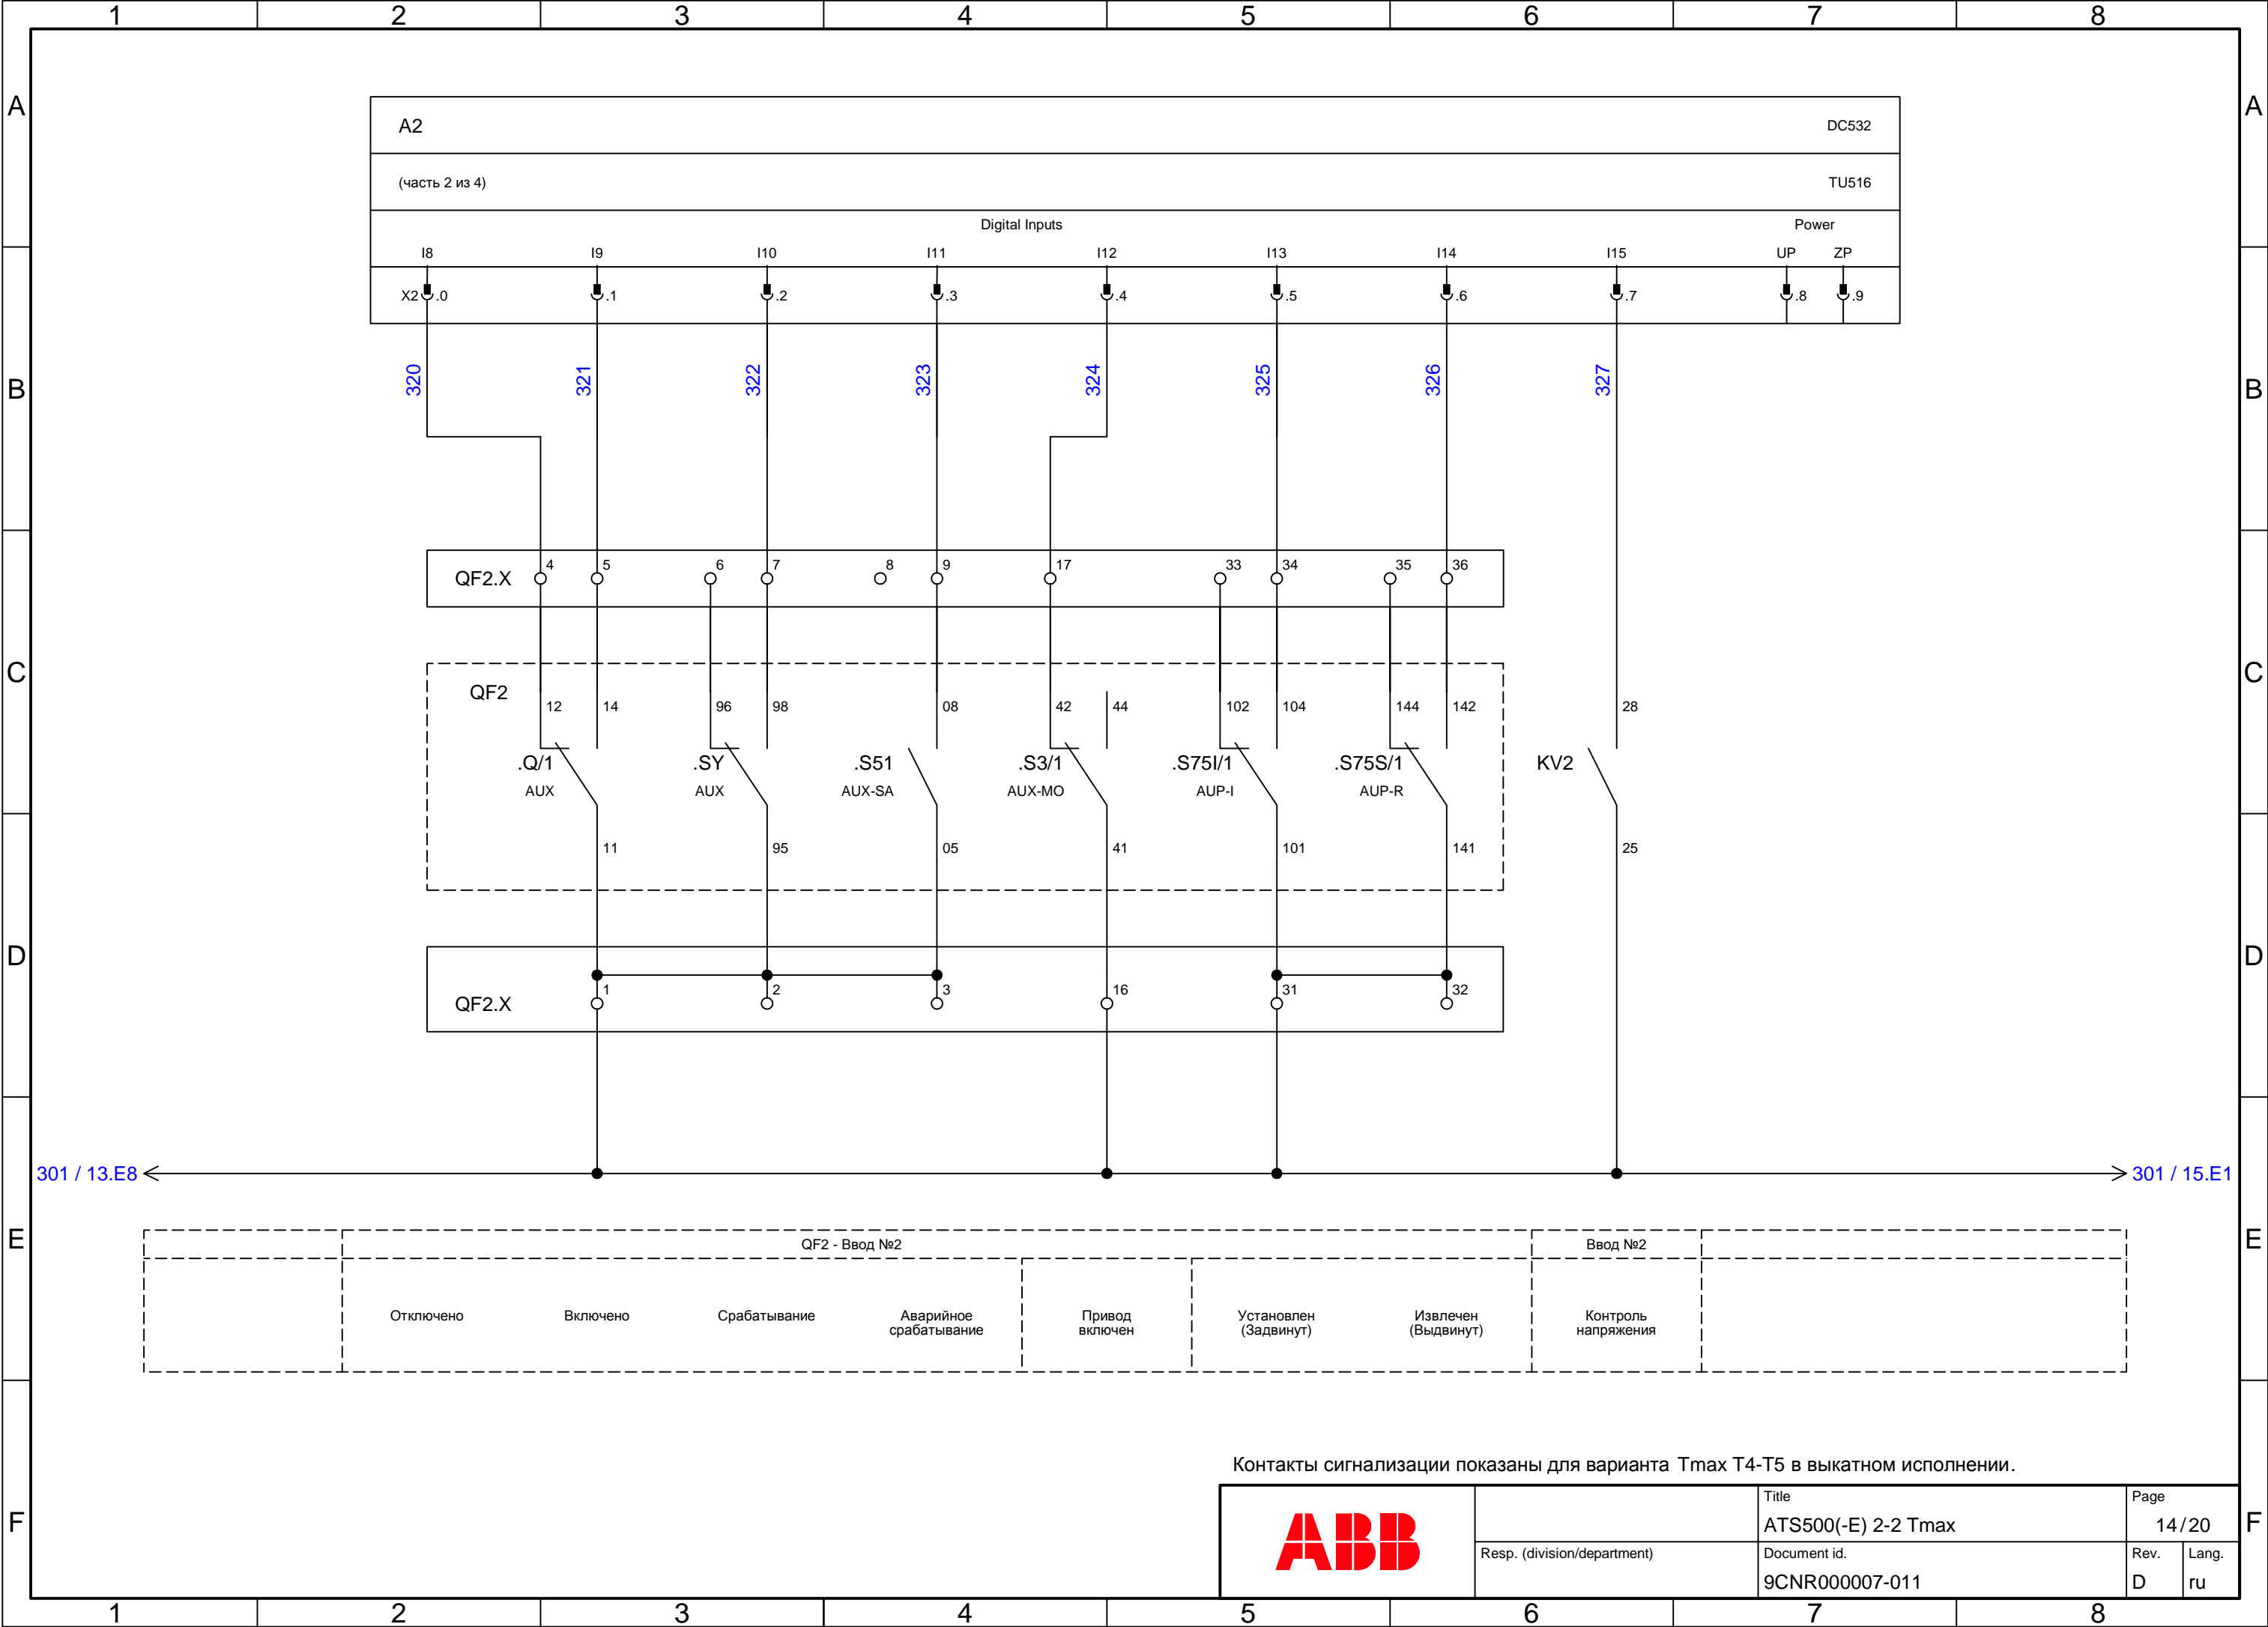 1 2 3 4 5 6 7 8
A A
A2 DC532
(часть 2 из 4) TU516
Digital Inputs Power
I8 I9 I10 I11 I12 I13 I14 I15 UP ZP
X2 .0 .1 .2 .3 .4 .5 .6 .7 .8 .9
B B
320 321 322 323 324 325 326 327
QF2.X 4 5 6 7 8 9 17 33 34 35 36
C C
QF2
12 14 96 98 08 42 44 102 104 144 142 28
.Q/1 .SY .S51 .S3/1 .S75I/1 .S75S/1 KV2
AUX AUX AUX-SA AUX-MO AUP-I AUP-R
11 95 05 41 101 141 25
D D
QF2.X 1 2 3 16 31 32
301 / 13.E8 301 / 15.E1
E E
QF2 - Ввод №2 Ввод №2
Отключено Включено Срабатывание Аварийное Привод Установлен Извлечен Контроль
срабатывание включен (Задвинут) (Выдвинут) напряжения
Контакты сигнализации показаны для варианта Tmax T4-T5 в выкатном исполнении.
F F
ABB
Title Page
ATS500(-E) 2-2 Tmax 14/20
Resp. (division/department) Document id. Rev. Lang.
9CNR000007-011 D ru
1 2 3 4 5 6 7 8